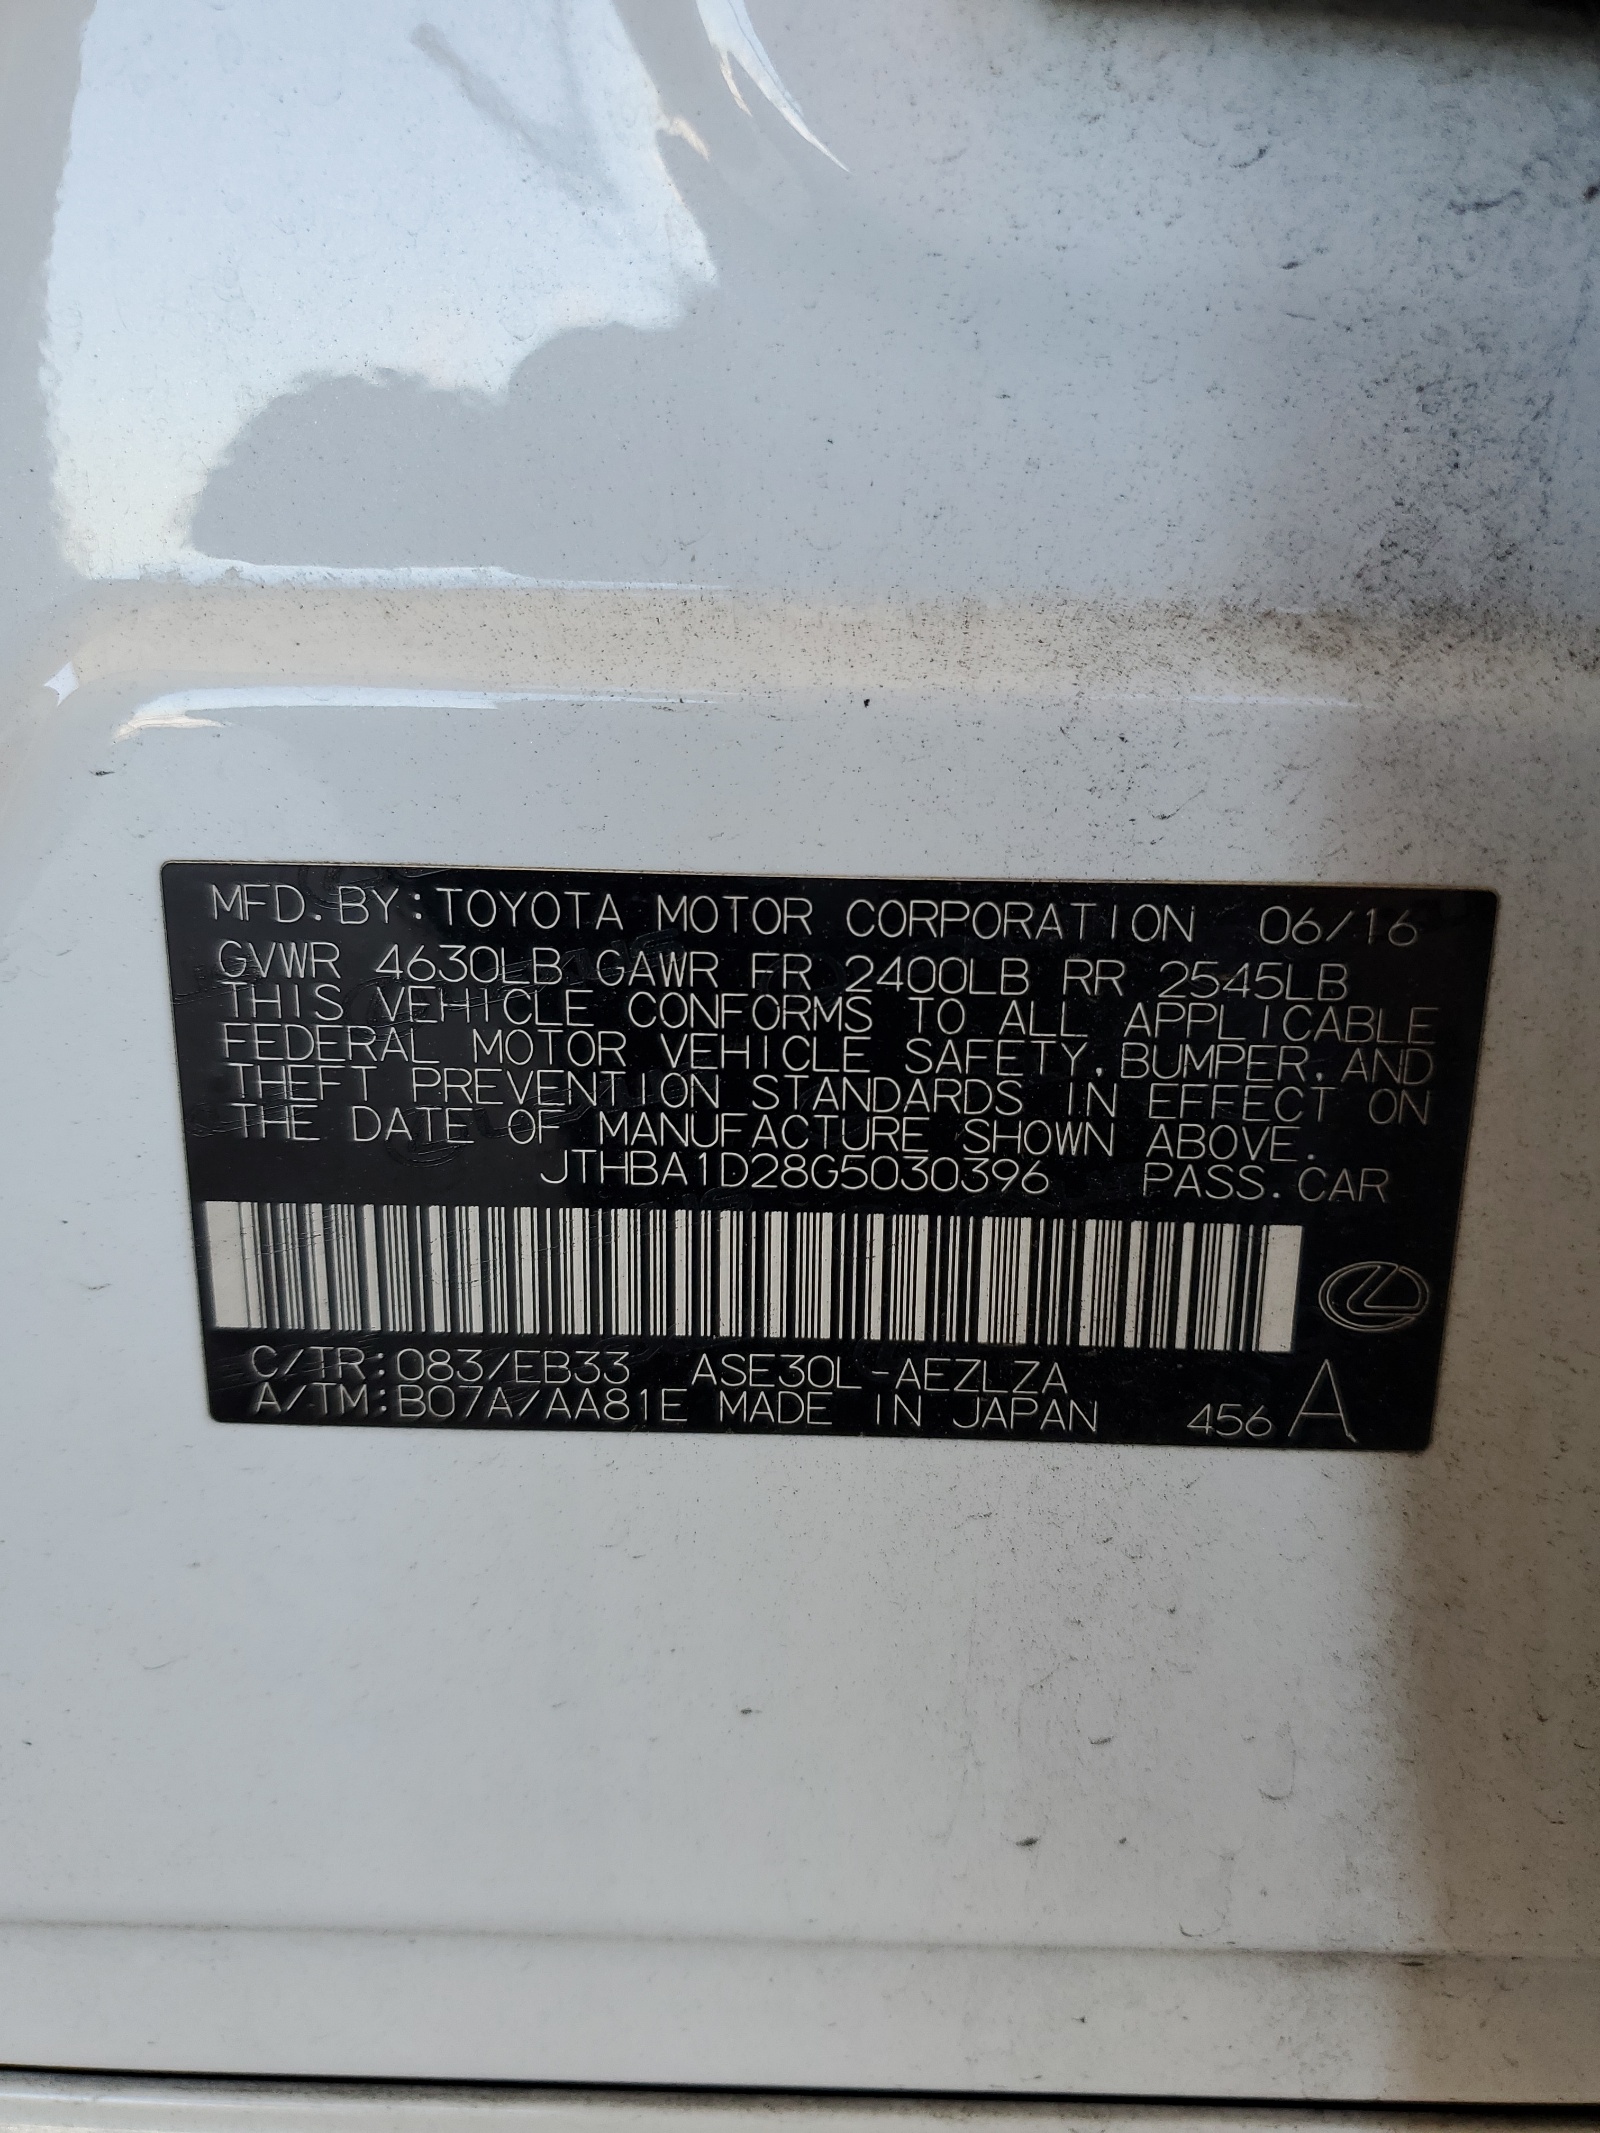 MFD. BY: TOYOTA MOTOR CORPORATION 06/16
GVWR 4630LB GAWR FR 2400LB RR 2545LB
THIS VEHICLE CONFORMS TO ALL APPLICABLE
FEDERAL MOTOR VEHICLE SAFETY, BUMPER, AND
THEFT PREVENTION STANDARDS IN EFFECT ON
THE DATE OF MANUFACTURE SHOWN ABOVE.
JTHBA1D28G5030396 PASS. CAR
C/TR: 083/EB33 ASE30L-AEZLZA
A/TM: B07A/AA81E MADE IN JAPAN 456 A